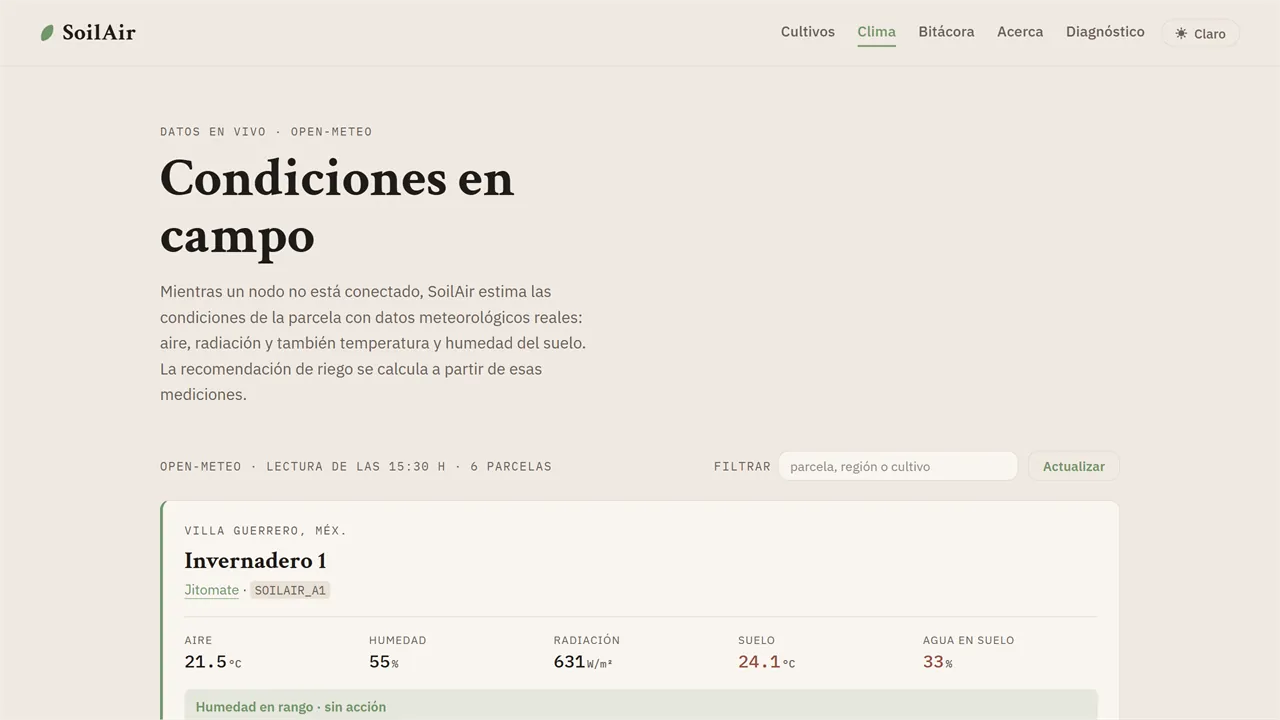 SoilAir
Cultivos Clima Bitácora Acerca Diagnóstico ☀ Claro
DATOS EN VIVO · OPEN-METEO
Condiciones en
campo
Mientras un nodo no está conectado, SoilAir estima las
condiciones de la parcela con datos meteorológicos reales:
aire, radiación y también temperatura y humedad del suelo.
La recomendación de riego se calcula a partir de esas
mediciones.
OPEN-METEO · LECTURA DE LAS 15:30 H · 6 PARCELAS
FILTRAR parcela, región o cultivo Actualizar
VILLA GUERRERO, MÉX.
Invernadero 1
Jitomate · SOILAIR_A1
AIRE HUMEDAD RADIACIÓN SUELO AGUA EN SUELO
21.5°C 55% 631W/m² 24.1°C 33%
Humedad en rango · sin acción